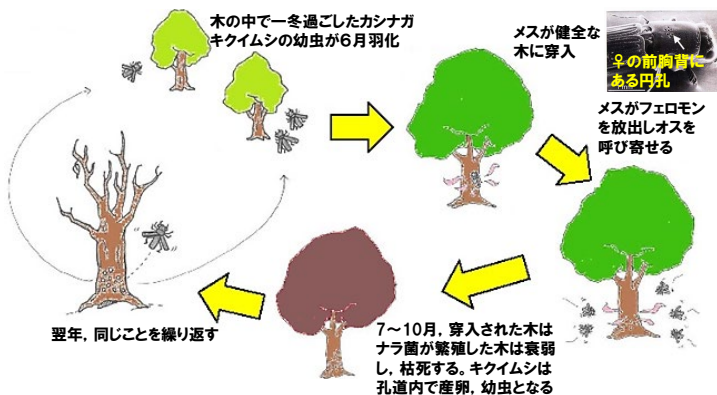 木の中で一冬過ごしたカシナガ
キクイムシの幼虫が6月羽化
メスが健全な
木に穿入
♀の前胸背に
ある円孔
メスがフェロモン
を放出しオスを
呼び寄せる
7～10月，穿入された木は
ナラ菌が繁殖した木は衰弱
し，枯死する。キクイムシは
孔道内で産卵，幼虫となる
翌年，同じことを繰り返す